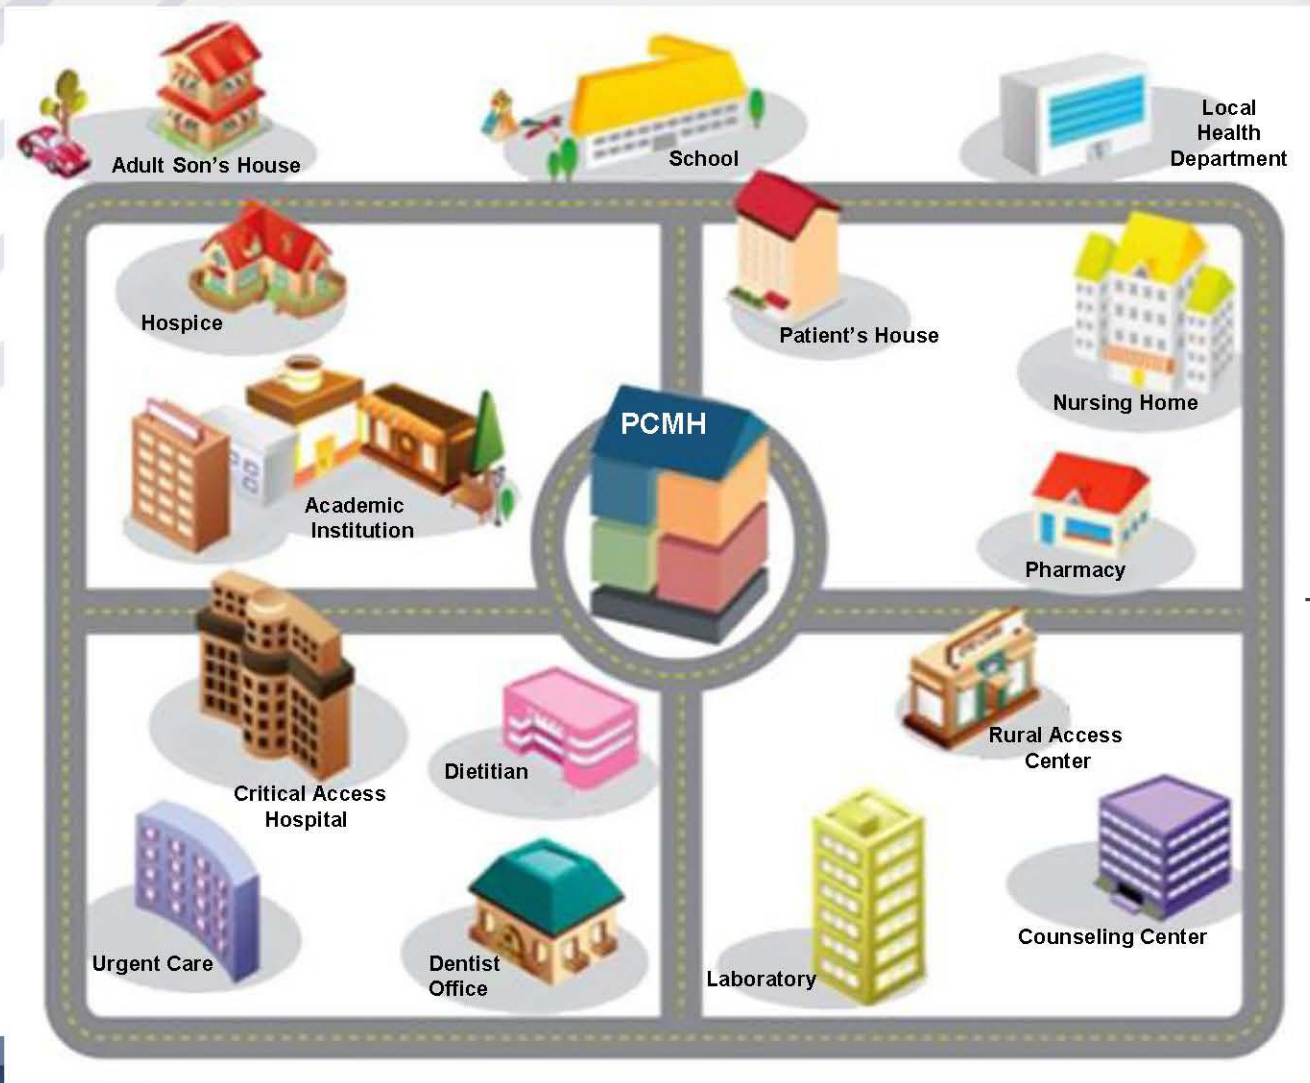 Adult Son's House
School
Local
Health
Department
Hospice
Patient's House
Nursing Home
PCMH
Academic
Institution
Pharmacy
Rural Access
Center
Dietitian
Critical Access
Hospital
Counseling Center
Urgent Care
Dentist
Office
Laboratory